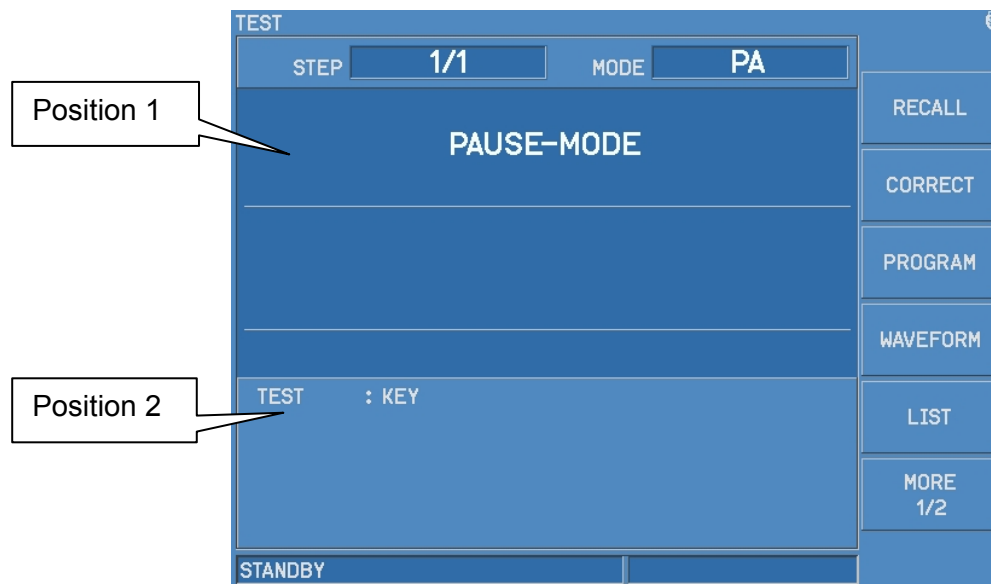 TEST
STEP 1/1 MODE PA
Position 1
PAUSE-MODE
Position 2
TEST : KEY
STANDBY
RECALL
CORRECT
PROGRAM
WAVEFORM
LIST
MORE
1/2